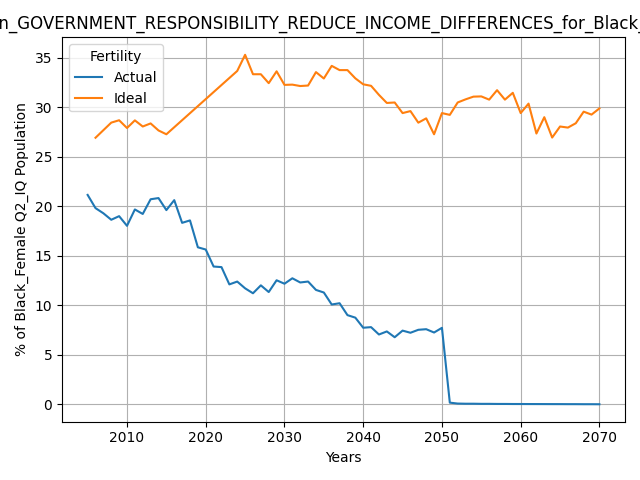 n_GOVERNMENT_RESPONSIBILITY_REDUCE_INCOME_DIFFERENCES_for_Black_
Fertility
Actual
Ideal
% of Black_Female Q2_IQ Population
35
30
25
20
15
10
5
0
2010 2020 2030 2040 2050 2060 2070
Years